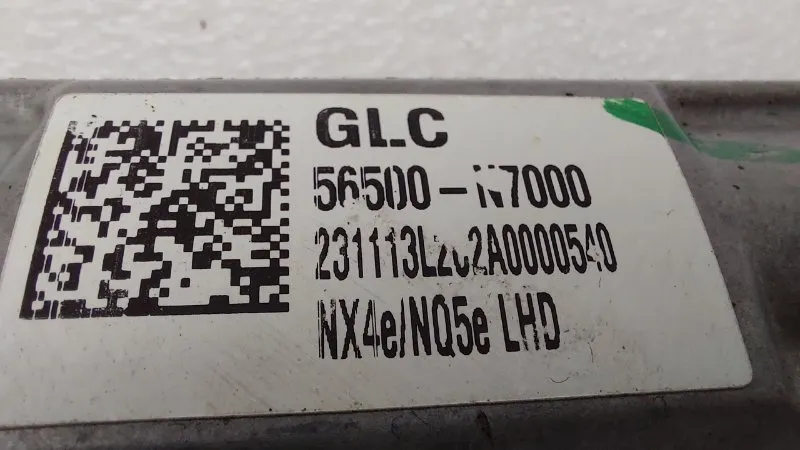 GLC
56500-N7000
231113L2C2A0000540
NX4e/NQ5e LHD